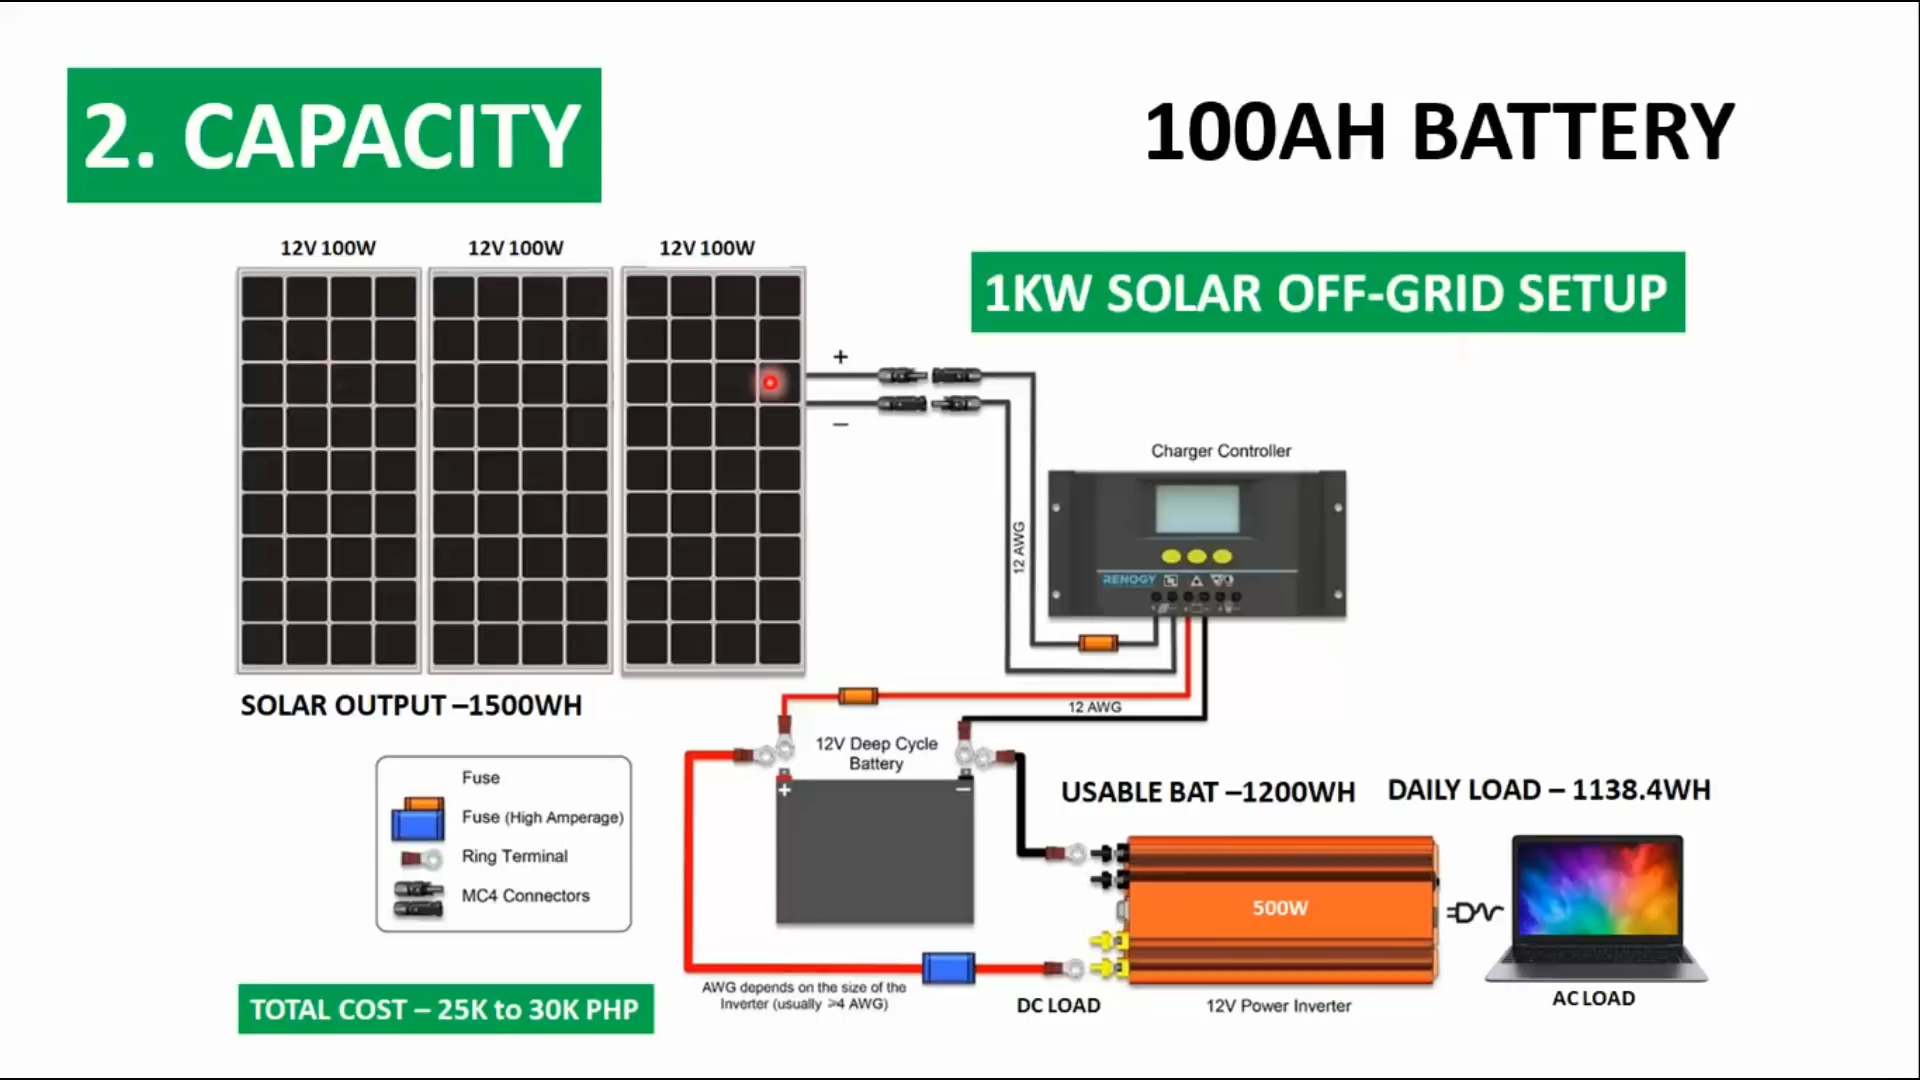 2. CAPACITY
100AH BATTERY
12V 100W
12V 100W
12V 100W
1KW SOLAR OFF-GRID SETUP
+
–
Charger Controller
12 AWG
RENOGY
SOLAR OUTPUT –1500WH
12 AWG
12V Deep Cycle
Battery
+
–
Fuse
Fuse (High Amperage)
Ring Terminal
MC4 Connectors
USABLE BAT –1200WH
DAILY LOAD – 1138.4WH
500W
AWG depends on the size of the
Inverter (usually ≥4 AWG)
DC LOAD
12V Power Inverter
AC LOAD
TOTAL COST – 25K to 30K PHP